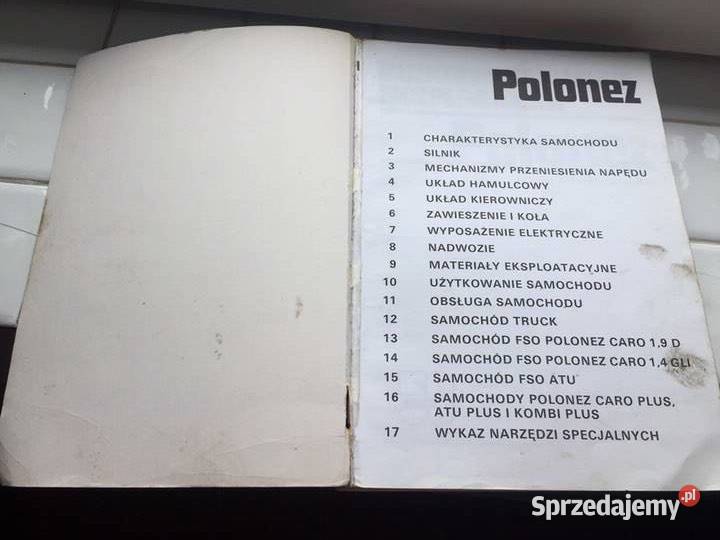 Polonez
1 CHARAKTERYSTYKA SAMOCHODU
2 SILNIK
3 MECHANIZMY PRZENIESIENIA NAPĘDU
4 UKŁAD HAMULCOWY
5 UKŁAD KIEROWNICZY
6 ZAWIESZENIE I KOŁA
7 WYPOSAŻENIE ELEKTRYCZNE
8 NADWOZIE
9 MATERIAŁY EKSPLOATACYJNE
10 UŻYTKOWANIE SAMOCHODU
11 OBSŁUGA SAMOCHODU
12 SAMOCHÓD TRUCK
13 SAMOCHÓD FSO POLONEZ CARO 1,9 D
14 SAMOCHÓD FSO POLONEZ CARO 1,4 GLI
15 SAMOCHÓD FSO ATU
16 SAMOCHODY POLONEZ CARO PLUS,
ATU PLUS I KOMBI PLUS
17 WYKAZ NARZĘDZI SPECJALNYCH
Sprzedajemy.pl